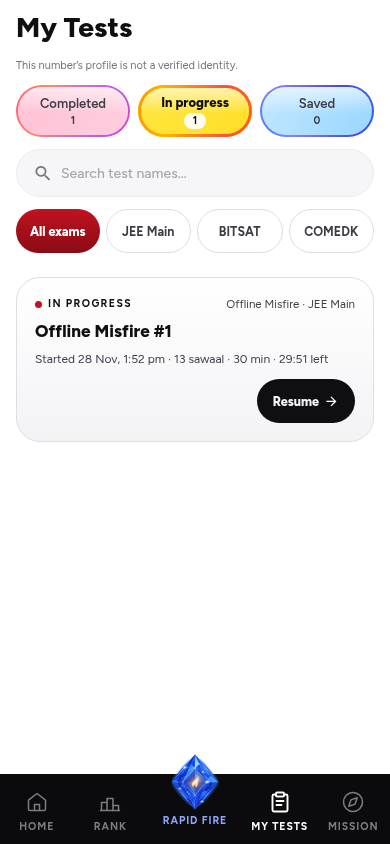 My Tests
This number's profile is not a verified identity.
Completed
1
In progress
1
Saved
0
Search test names...
All exams
JEE Main
BITSAT
COMEDK
IN PROGRESS
Offline Misfire · JEE Main
Offline Misfire #1
Started 28 Nov, 1:52 pm · 13 sawaal · 30 min · 29:51 left
Resume →
HOME
RANK
RAPID FIRE
MY TESTS
MISSION